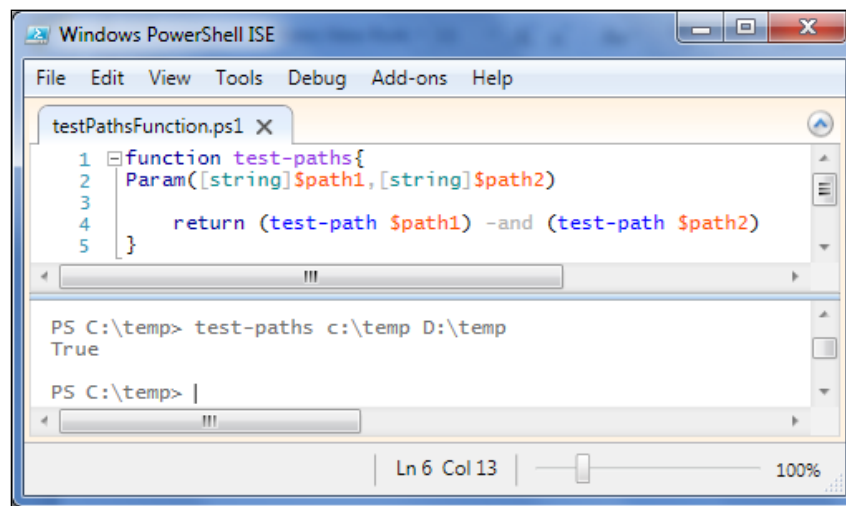 Windows PowerShell ISE
File Edit View Tools Debug Add-ons Help
testPathsFunction.ps1 X
1 function test-paths{
2 Param([string]$path1,[string]$path2)
3
4 return (test-path $path1) -and (test-path $path2)
5 }
PS C:\temp> test-paths c:\temp D:\temp
True
PS C:\temp>
Ln 6 Col 13
100%